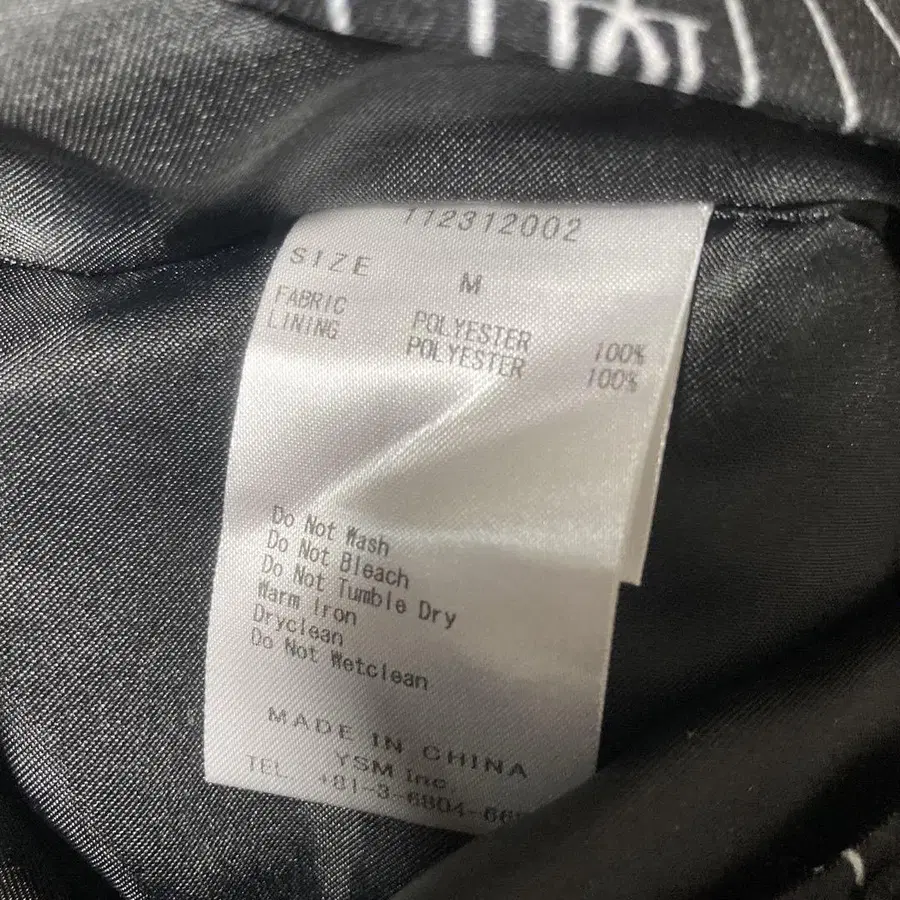 112312002
SIZE M
FABRIC POLYESTER 100%
LINING POLYESTER 100%
Do Not Wash
Do Not Bleach
Do Not Tumble Dry
Warm Iron
Dryclean
Do Not Wetclean
MADE IN CHINA
YSM Inc.
TEL +81-3-6804-